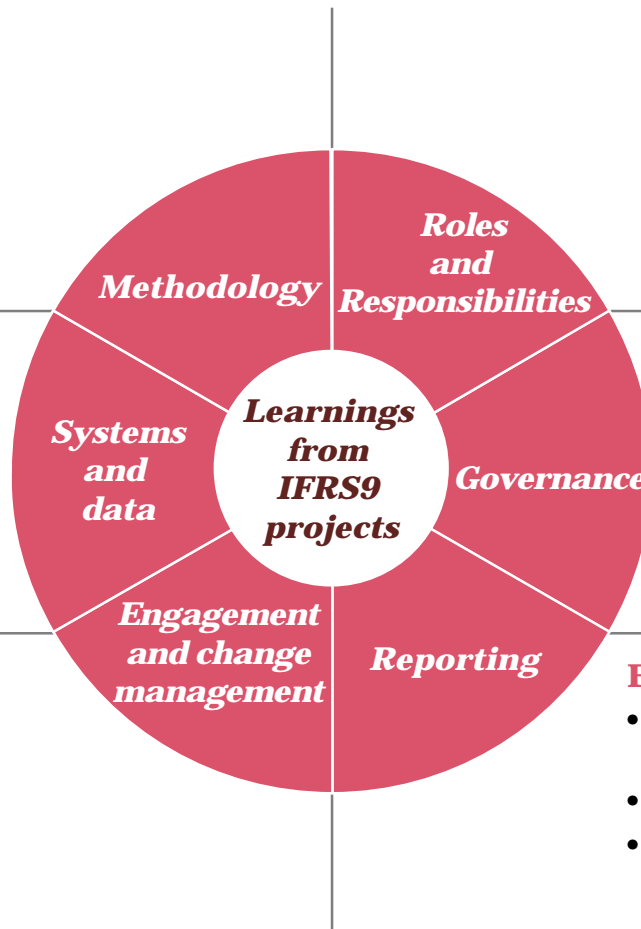 Roles
and
Responsibilities
Methodology
Learnings
from
IFRS9
projects
Systems
and
data
Governance
Engagement
and change
management
Reporting